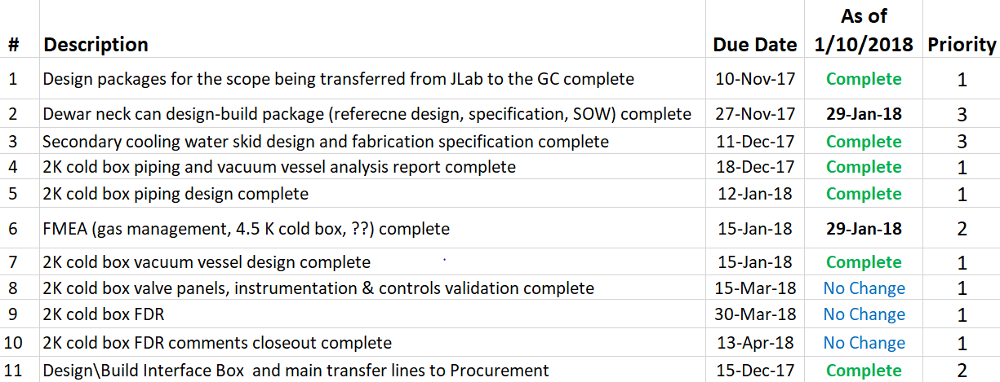 # Description Due Date As of 1/10/2018 Priority
1 Design packages for the scope being transferred from JLab to the GC complete 10-Nov-17 Complete 1
2 Dewar neck can design-build package (referecne design, specification, SOW) complete 27-Nov-17 29-Jan-18 3
3 Secondary cooling water skid design and fabrication specification complete 11-Dec-17 Complete 3
4 2K cold box piping and vacuum vessel analysis report complete 18-Dec-17 Complete 1
5 2K cold box piping design complete 12-Jan-18 Complete 1
6 FMEA (gas management, 4.5 K cold box, ??) complete 15-Jan-18 29-Jan-18 2
7 2K cold box vacuum vessel design complete 15-Jan-18 Complete 1
8 2K cold box valve panels, instrumentation & controls validation complete 15-Mar-18 No Change 1
9 2K cold box FDR 30-Mar-18 No Change 1
10 2K cold box FDR comments closeout complete 13-Apr-18 No Change 1
11 Design\Build Interface Box and main transfer lines to Procurement 15-Dec-17 Complete 2